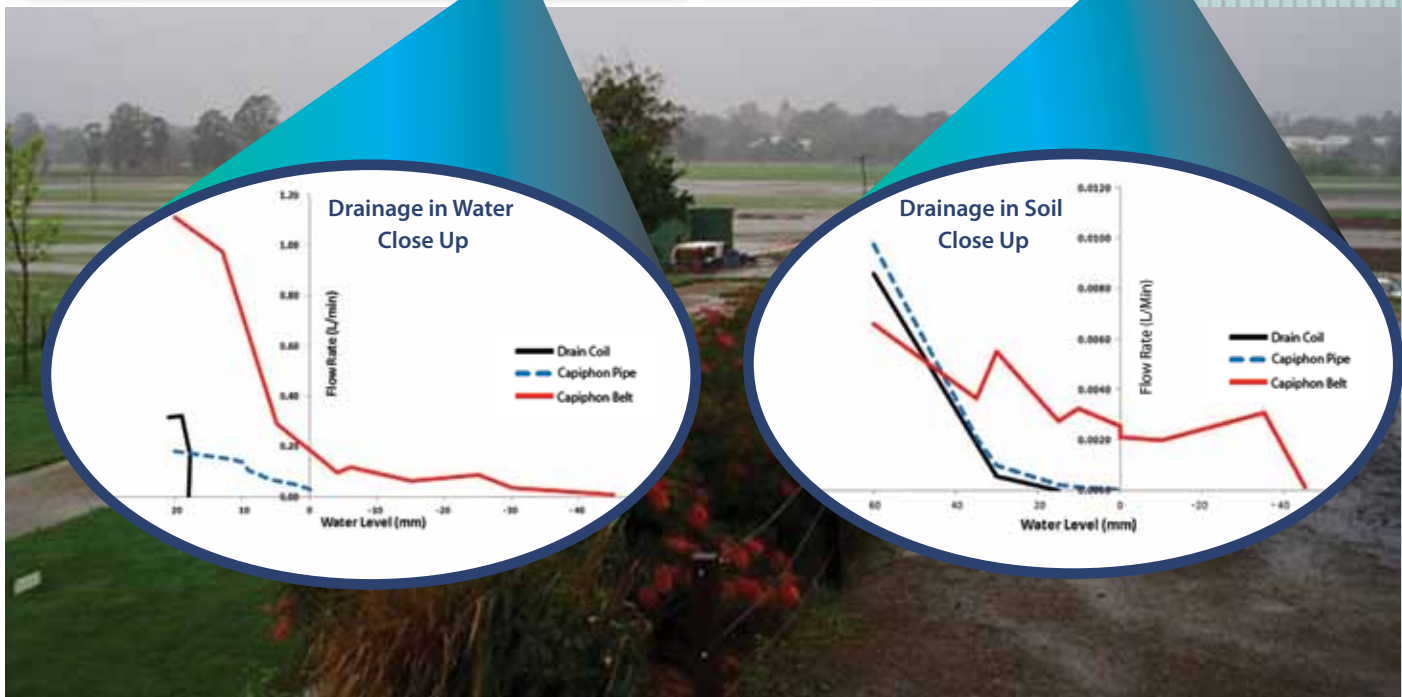 Drainage in Water
Close Up
1.20
1.00
0.80
0.60
0.40
0.20
0.00
Flow Rate (L/min)
Drain Coil
Capiphon Pipe
Capiphon Belt
20
10
0
-10
-20
-30
-40
Water Level (mm)
Drainage in Soil
Close Up
0.0120
0.0100
0.0080
0.0060
0.0040
0.0020
0.0000
Flow Rate (L/Min)
Drain Coil
Capiphon Pipe
Capiphon Belt
60
40
20
0
-20
-40
Water Level (mm)